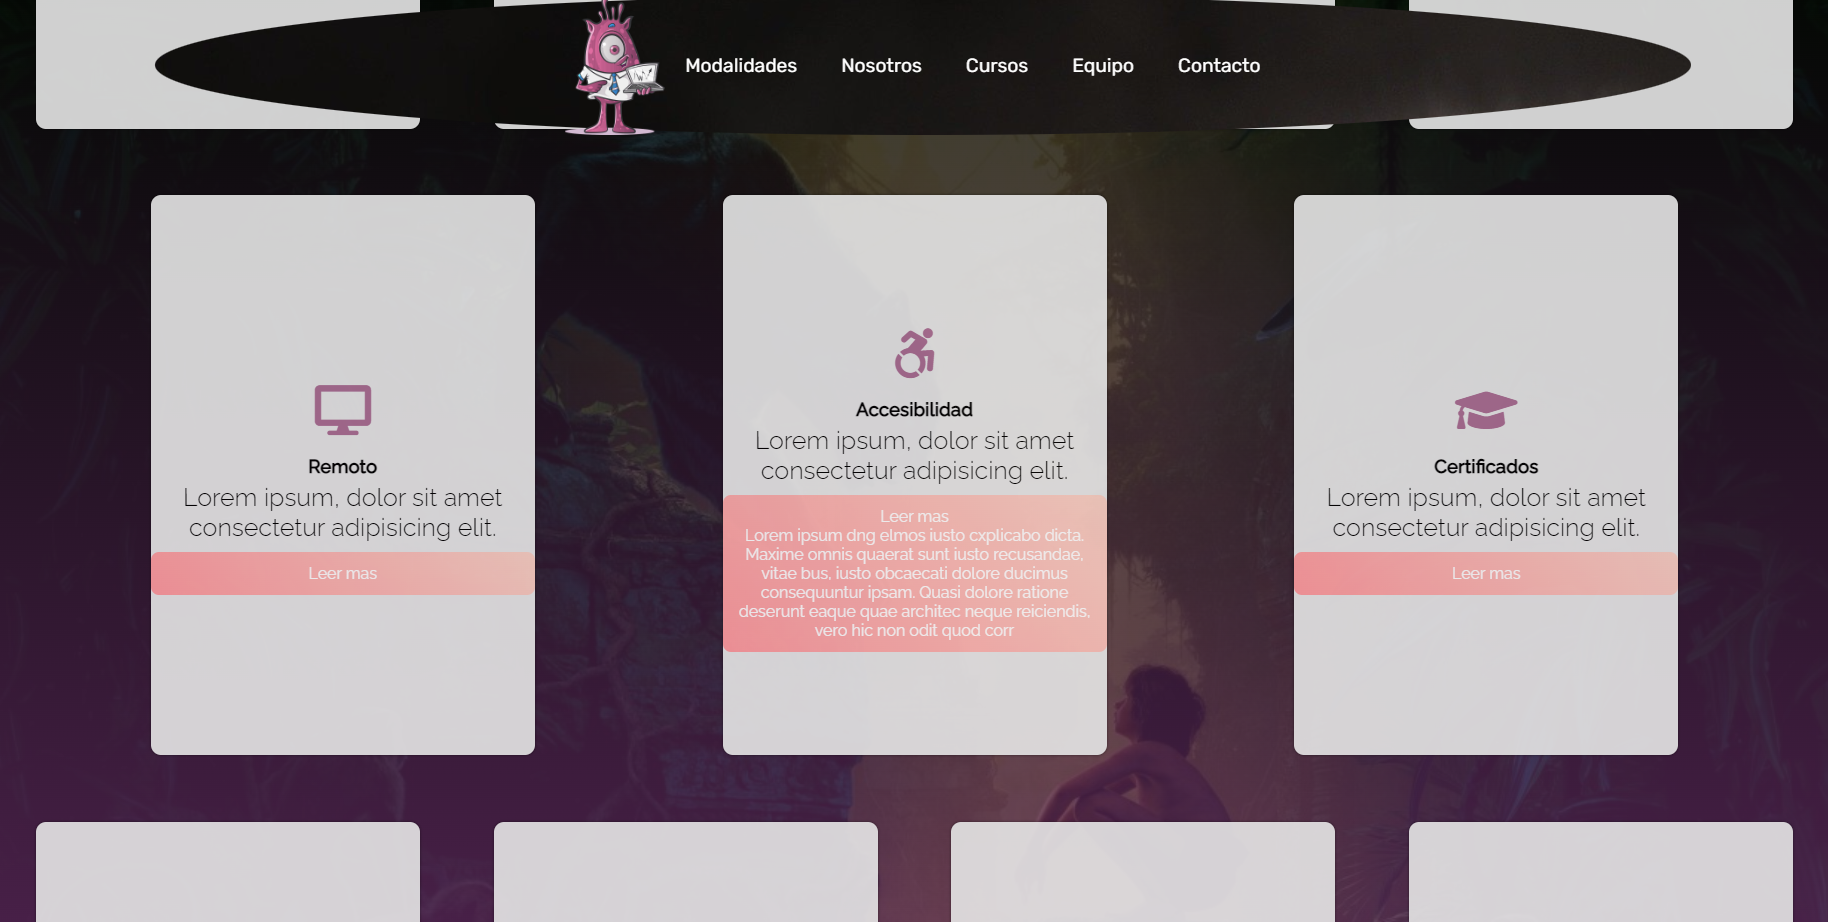 Modalidades Nosotros Cursos Equipo Contacto
Remoto
Lorem ipsum, dolor sit amet
consectetur adipisicing elit.
Leer mas
Accesibilidad
Lorem ipsum, dolor sit amet
consectetur adipisicing elit.
Leer mas
Lorem ipsum dng elmos iusto cxplicabo dicta.
Maxime omnis quaerat sunt iusto recusandae,
vitae bus, iusto obcaecati dolore ducimus
consequuntur ipsam. Quasi dolore ratione
deserunt eaque quae architec neque reiciendis,
vero hic non odit quod corr
Certificados
Lorem ipsum, dolor sit amet
consectetur adipisicing elit.
Leer mas